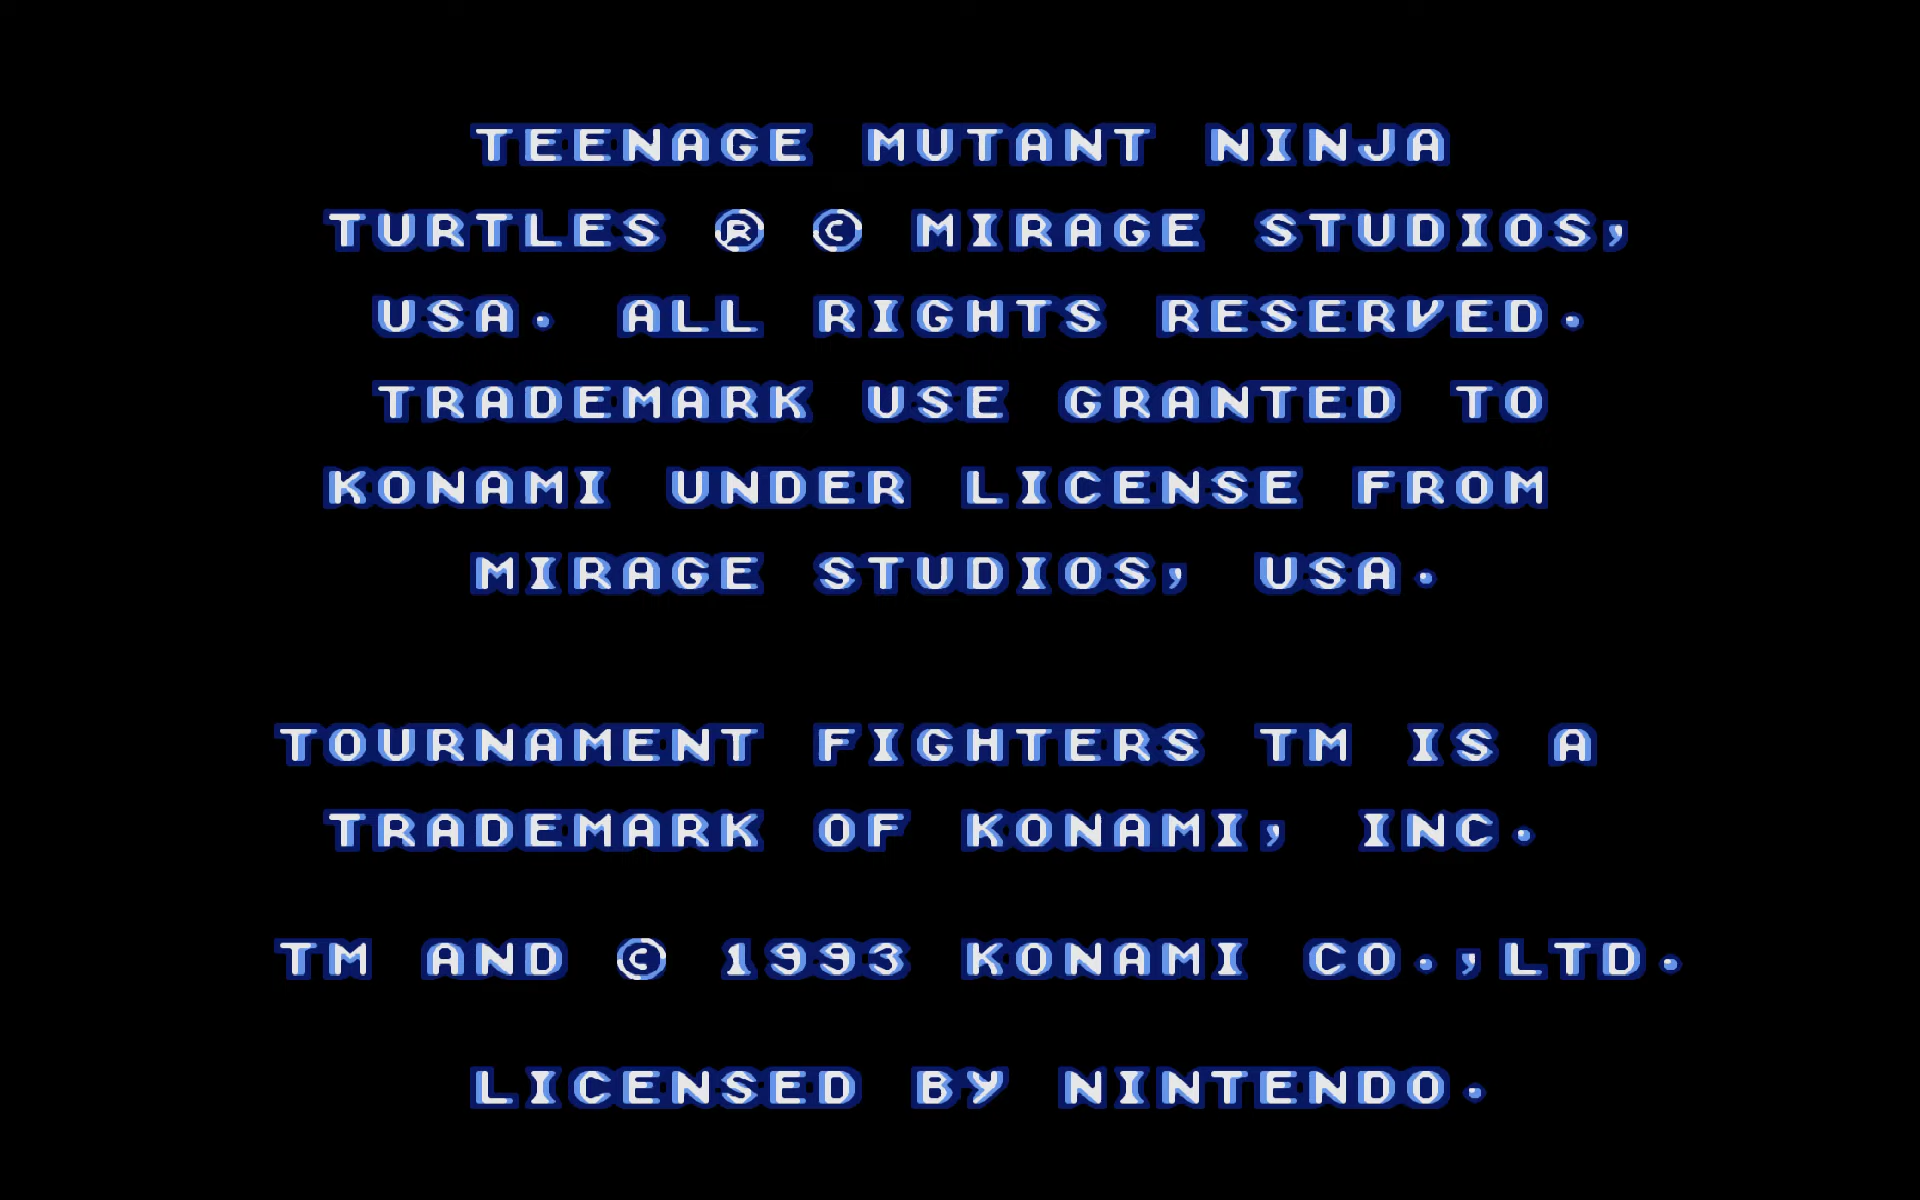 TEENAGE MUTANT NINJA
TURTLES ® © MIRAGE STUDIOS,
USA. ALL RIGHTS RESERVED.
TRADEMARK USE GRANTED TO
KONAMI UNDER LICENSE FROM
MIRAGE STUDIOS, USA.
TOURNAMENT FIGHTERS TM IS A
TRADEMARK OF KONAMI, INC.
TM AND © 1993 KONAMI CO.,LTD.
LICENSED BY NINTENDO.